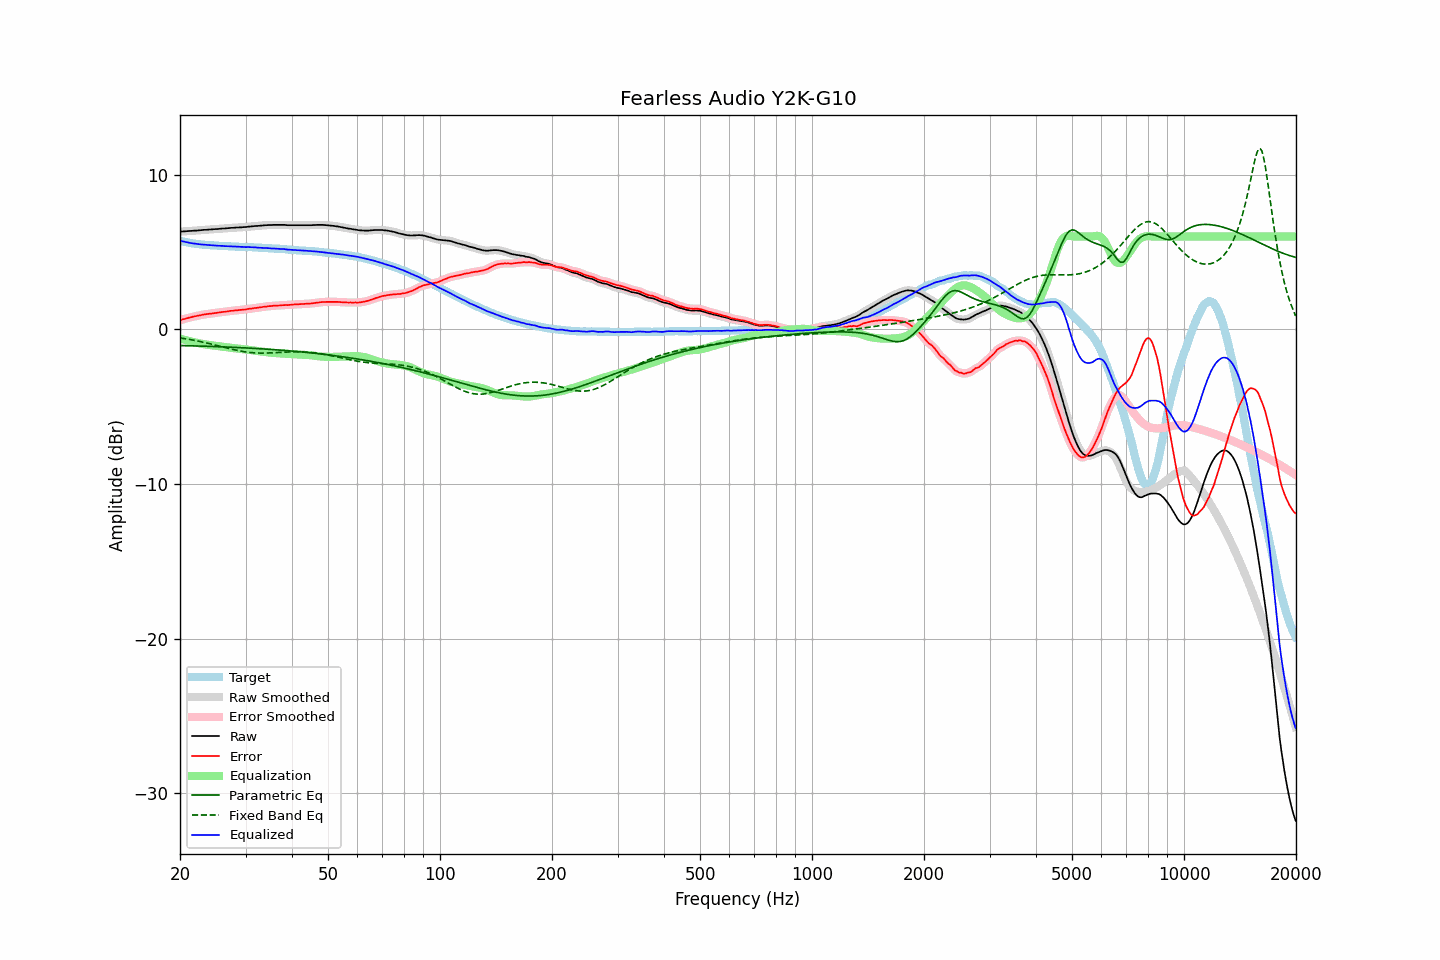 Fearless Audio Y2K-G10
10
0
−10
−20
−30
Amplitude (dBr)
Target
Raw Smoothed
Error Smoothed
Raw
Error
Equalization
Parametric Eq
Fixed Band Eq
Equalized
20 50 100 200 500 1000 2000 5000 10000 20000
Frequency (Hz)